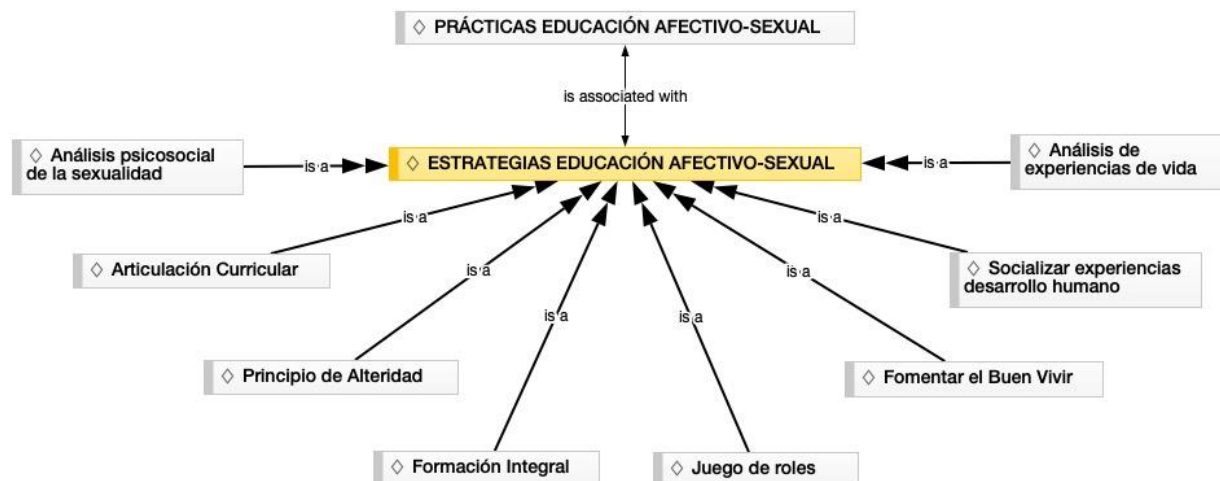 PRÁCTICAS EDUCACIÓN AFECTIVO-SEXUAL
is associated with
Análisis psicosocial
de la sexualidad
is a
ESTRATEGIAS EDUCACIÓN AFECTIVO-SEXUAL
is a
Análisis de
experiencias de vida
is a
is a
Articulación Curricular
is a
is a
Socializar experiencias
desarrollo humano
is a
is a
Principio de Alteridad
Fomentar el Buen Vivir
Formación Integral
Juego de roles